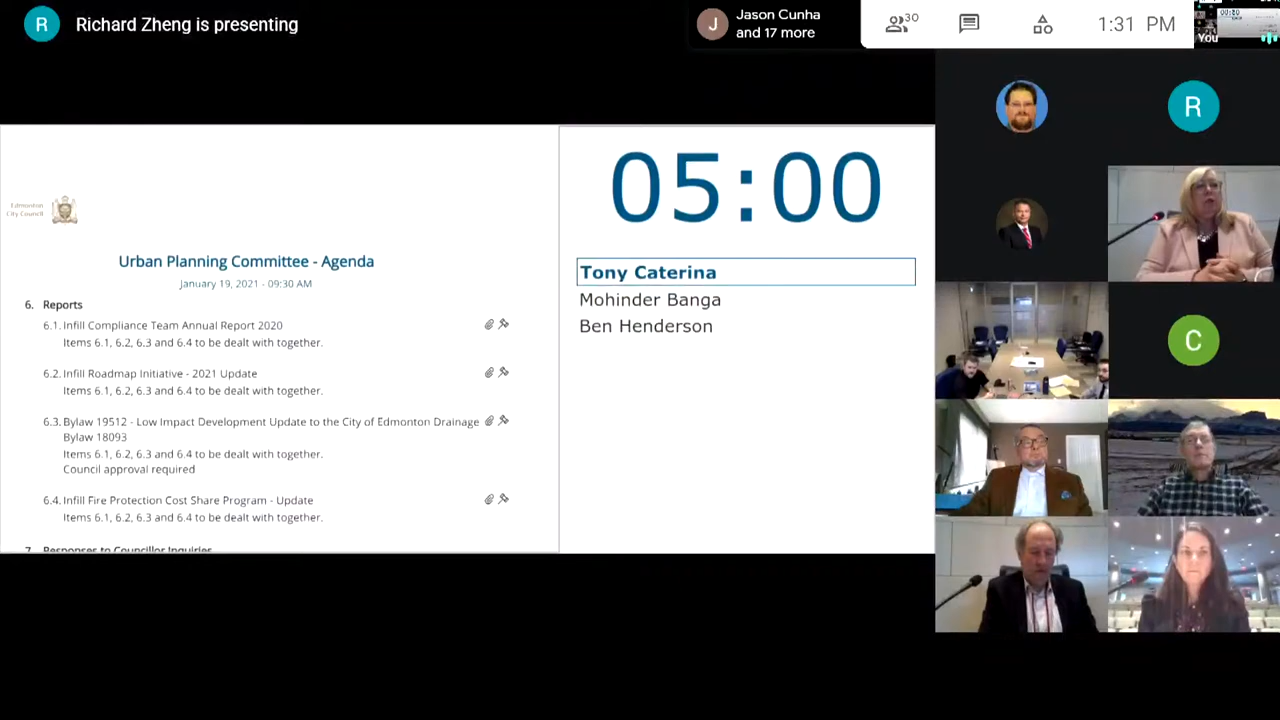 R
Richard Zheng is presenting
J
Jason Cunha
and 17 more
30
1:31 PM
You
Edmonton
City Council
Urban Planning Committee - Agenda
January 19, 2021 - 09:30 AM
6. Reports
6.1. Infill Compliance Team Annual Report 2020
Items 6.1, 6.2, 6.3 and 6.4 to be dealt with together.
6.2. Infill Roadmap Initiative - 2021 Update
Items 6.1, 6.2, 6.3 and 6.4 to be dealt with together.
6.3. Bylaw 19512 - Low Impact Development Update to the City of Edmonton Drainage
Bylaw 18093
Items 6.1, 6.2, 6.3 and 6.4 to be dealt with together.
Council approval required
6.4. Infill Fire Protection Cost Share Program - Update
Items 6.1, 6.2, 6.3 and 6.4 to be dealt with together.
7. Responses to Councillor Inquiries
05:00
Tony Caterina
Mohinder Banga
Ben Henderson
R
C